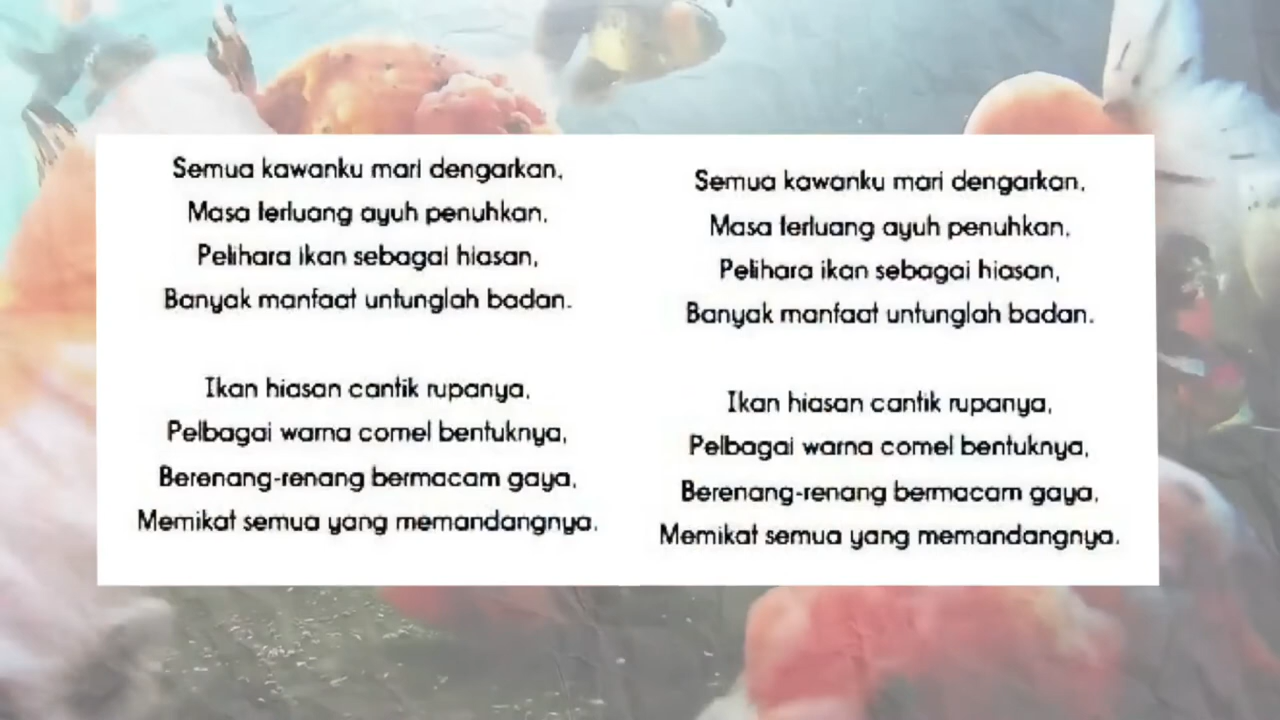 Semua kawanku mari dengarkan,
Masa terluang ayuh penuhkan,
Pelihara ikan sebagai hiasan,
Banyak manfaat untunglah badan.
Ikan hiasan cantik rupanya,
Pelbagai warna comel bentuknya,
Berenang-renang bermacam gaya,
Memikat semua yang memandangnya.
Semua kawanku mari dengarkan,
Masa terluang ayuh penuhkan,
Pelihara ikan sebagai hiasan,
Banyak manfaat untunglah badan.
Ikan hiasan cantik rupanya,
Pelbagai warna comel bentuknya,
Berenang-renang bermacam gaya,
Memikat semua yang memandangnya.